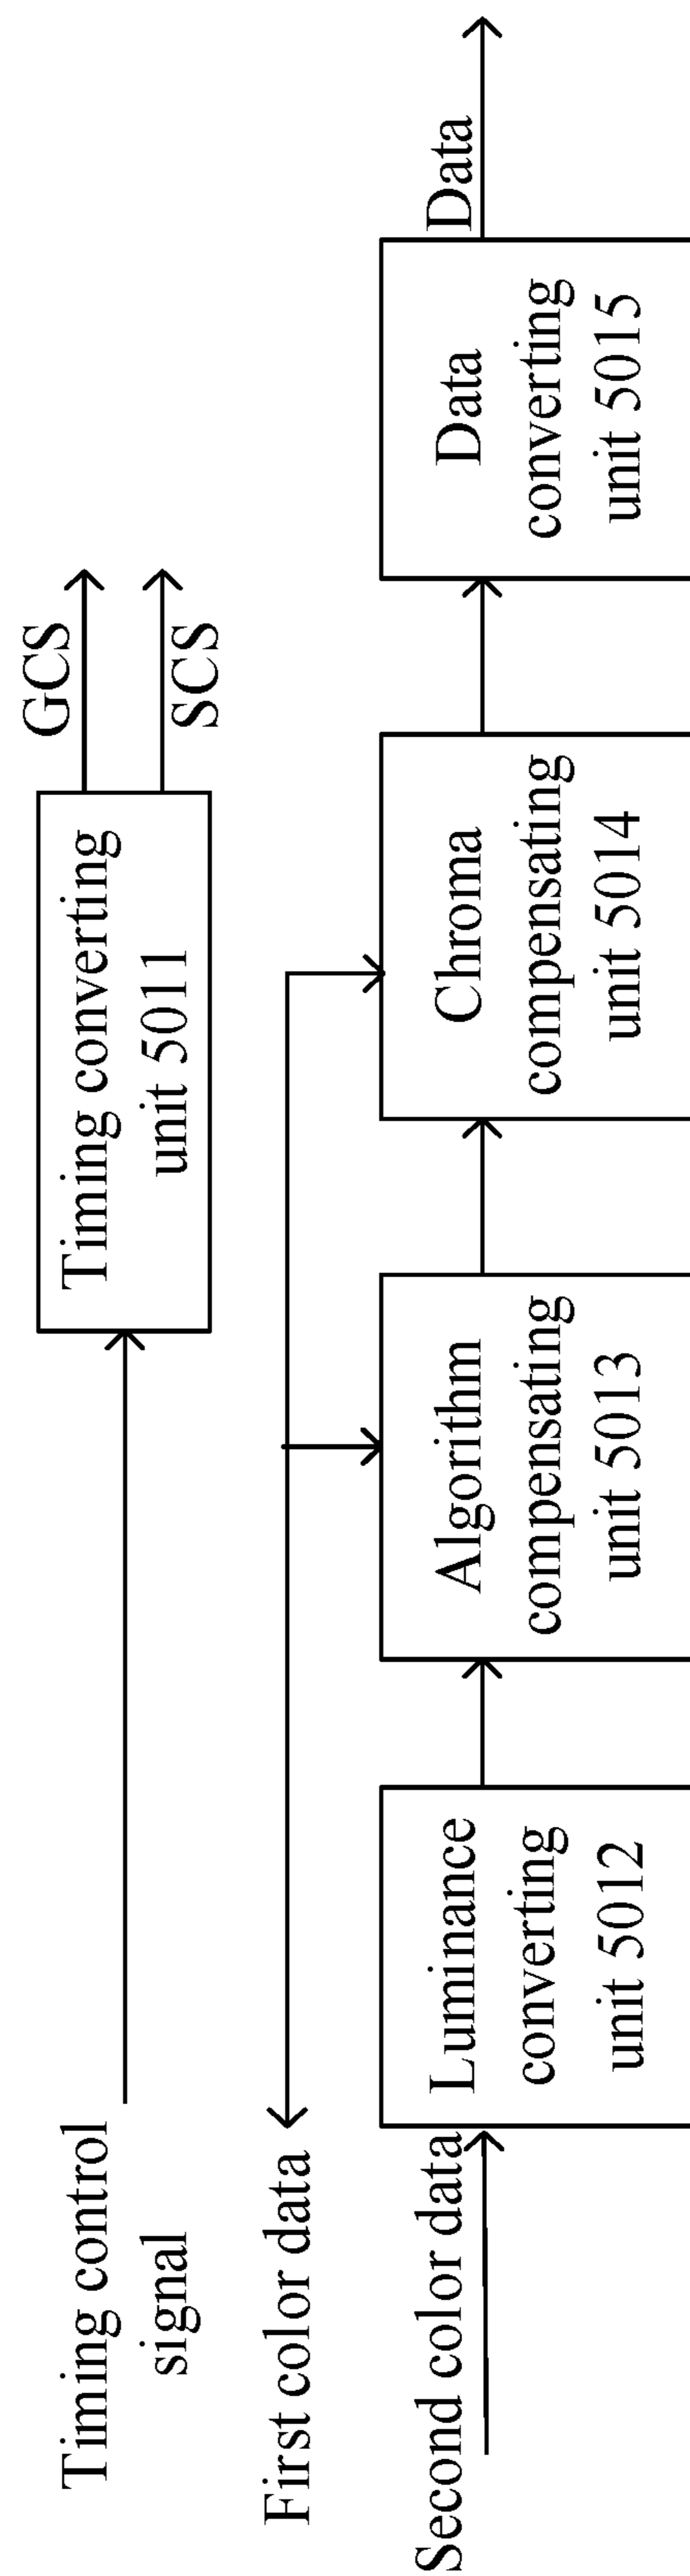 Timing control
signal
Timing converting
unit 5011
GCS
SCS
First color data
Second color data
Luminance
converting
unit 5012
Algorithm
compensating
unit 5013
Chroma
compensating
unit 5014
Data
converting
unit 5015
Data